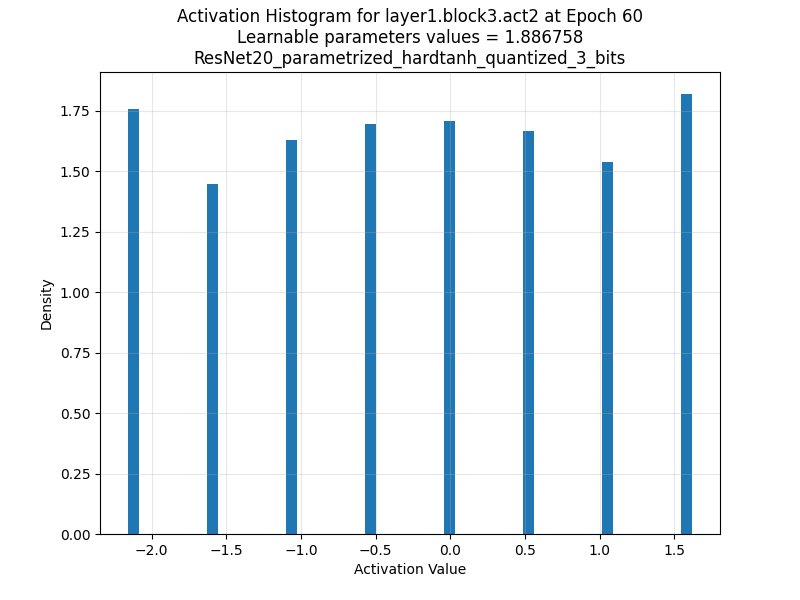 Activation Histogram for layer1.block3.act2 at Epoch 60
Learnable parameters values = 1.886758
ResNet20_parametrized_hardtanh_quantized_3_bits
1.75
1.50
1.25
1.00
0.75
0.50
0.25
0.00
Density
−2.0 −1.5 −1.0 −0.5 0.0 0.5 1.0 1.5
Activation Value